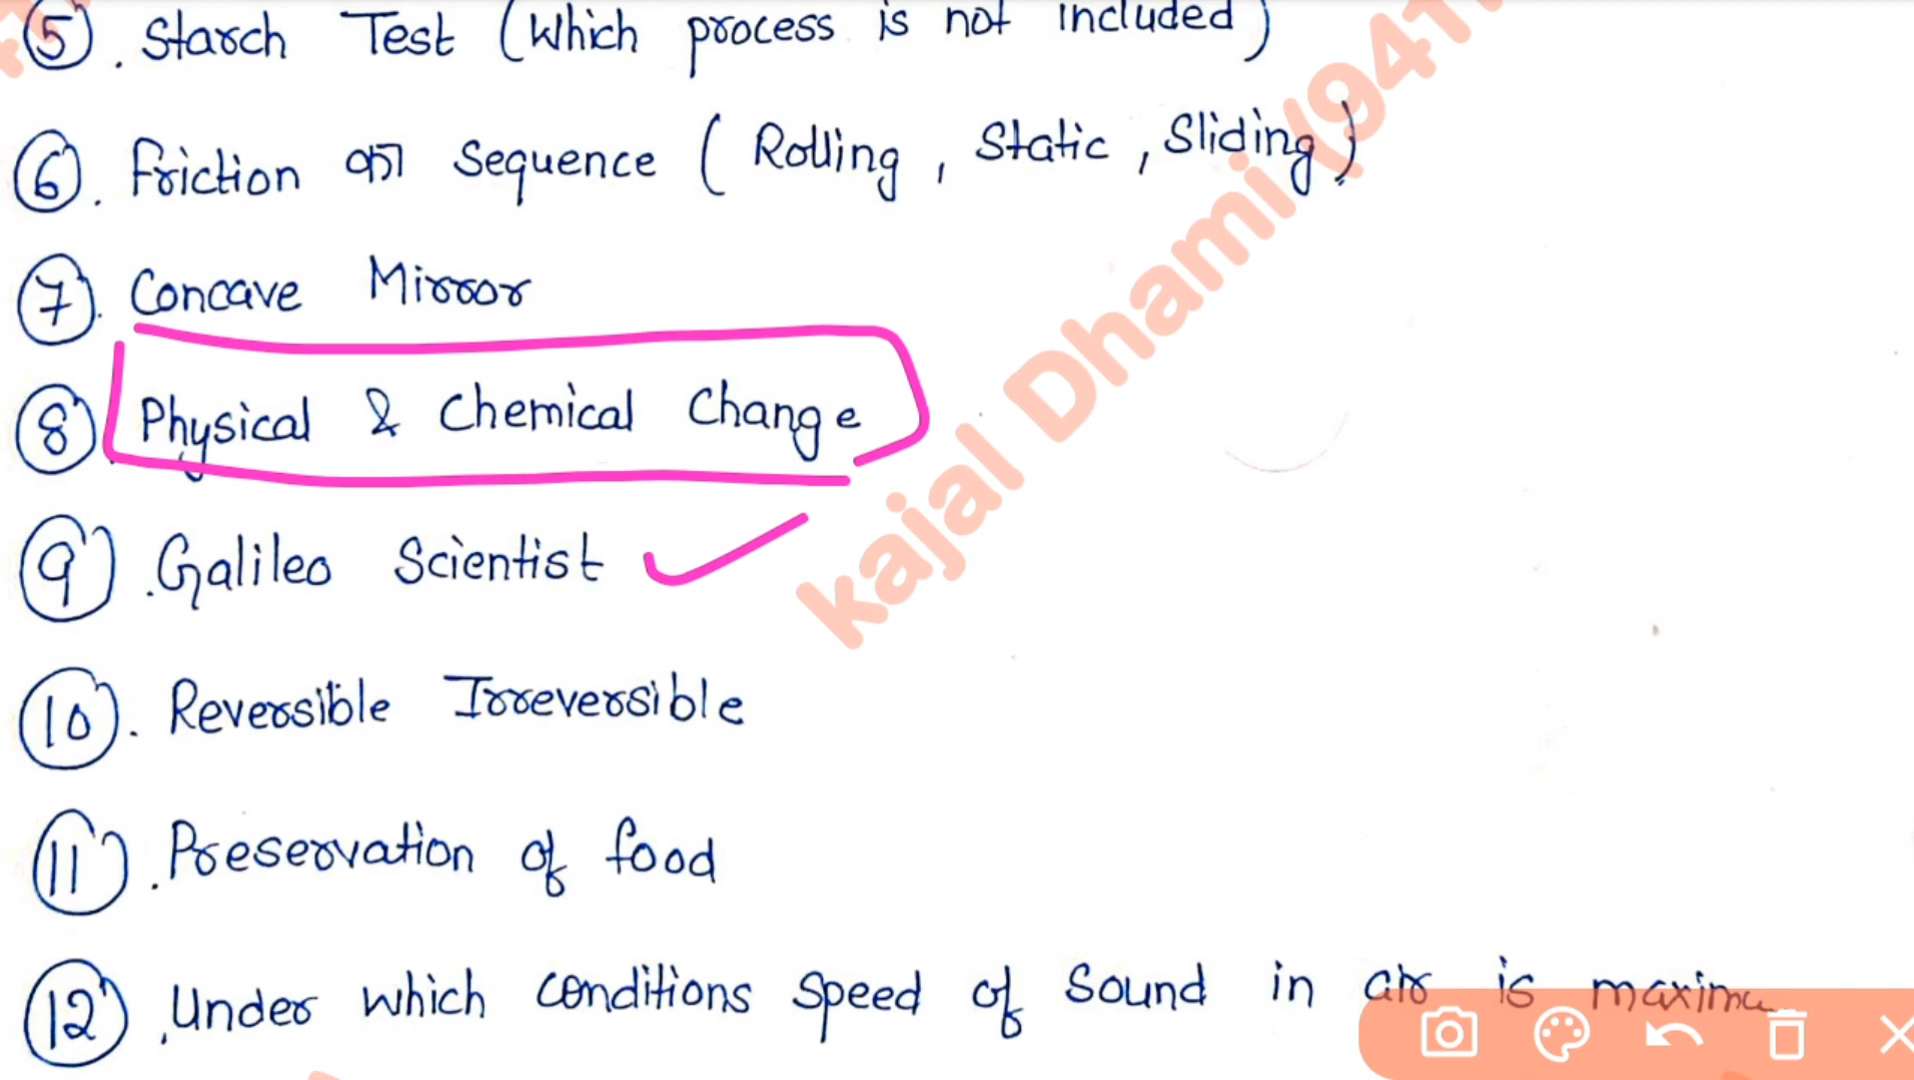 5. Starch Test (Which process is not included)
6. Friction का Sequence ( Rolling, Static, Sliding)
7. Concave Mirror
8. Physical & Chemical Change
9. Galileo Scientist
10. Reversible Irreversible
11. Preservation of food
12. Under which conditions speed of Sound in air is maximu
kajal Dhami (941